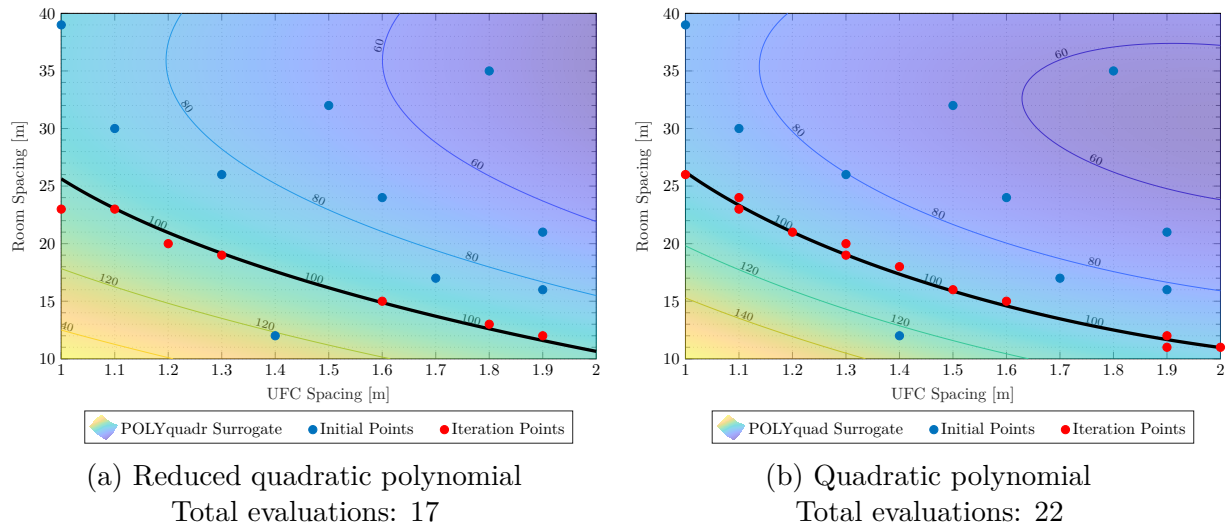 40
35
30
25
20
15
10
Room Spacing [m]
60
80
60
80
100
80
100
120
120
100
40
1 1.1 1.2 1.3 1.4 1.5 1.6 1.7 1.8 1.9 2
UFC Spacing [m]
POLYquadr Surrogate Initial Points Iteration Points
(a) Reduced quadratic polynomial
Total evaluations: 17
40
35
30
25
20
15
10
Room Spacing [m]
80
60
80
100
80
120
100
140
120
100
1 1.1 1.2 1.3 1.4 1.5 1.6 1.7 1.8 1.9 2
UFC Spacing [m]
POLYquad Surrogate Initial Points Iteration Points
(b) Quadratic polynomial
Total evaluations: 22